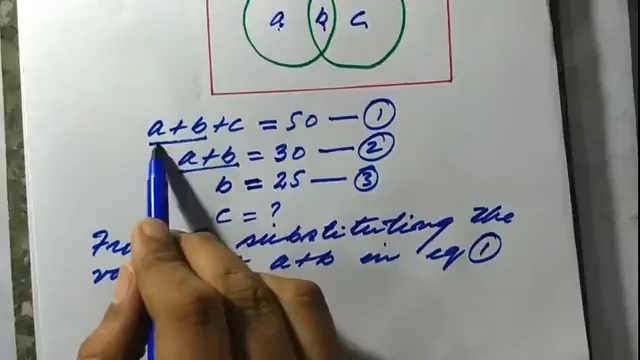 a b c
a + b + c = 50 — ①
a + b = 30 — ②
b = 25 — ③
c = ?
substituting the
a + b in eq ①